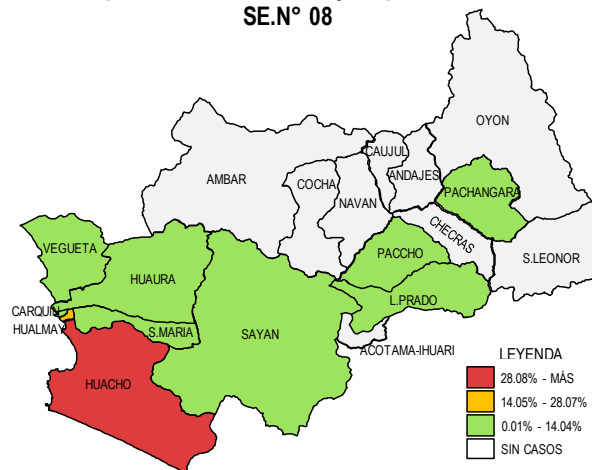 SE.N° 08
OYON
CAUJUL
ANDAJES
AMBAR
COCHA
NAVAN
PACHANGARA
CHECRAS
VEGUETA
HUAURA
PACCHO
S.LEONOR
L.PRADO
CARQUIN
HUALMAY
S.MARIA
SAYAN
ACOTAMA-IHUARI
HUACHO
LEYENDA
28.08% - MÁS
14.05% - 28.07%
0.01% - 14.04%
SIN CASOS